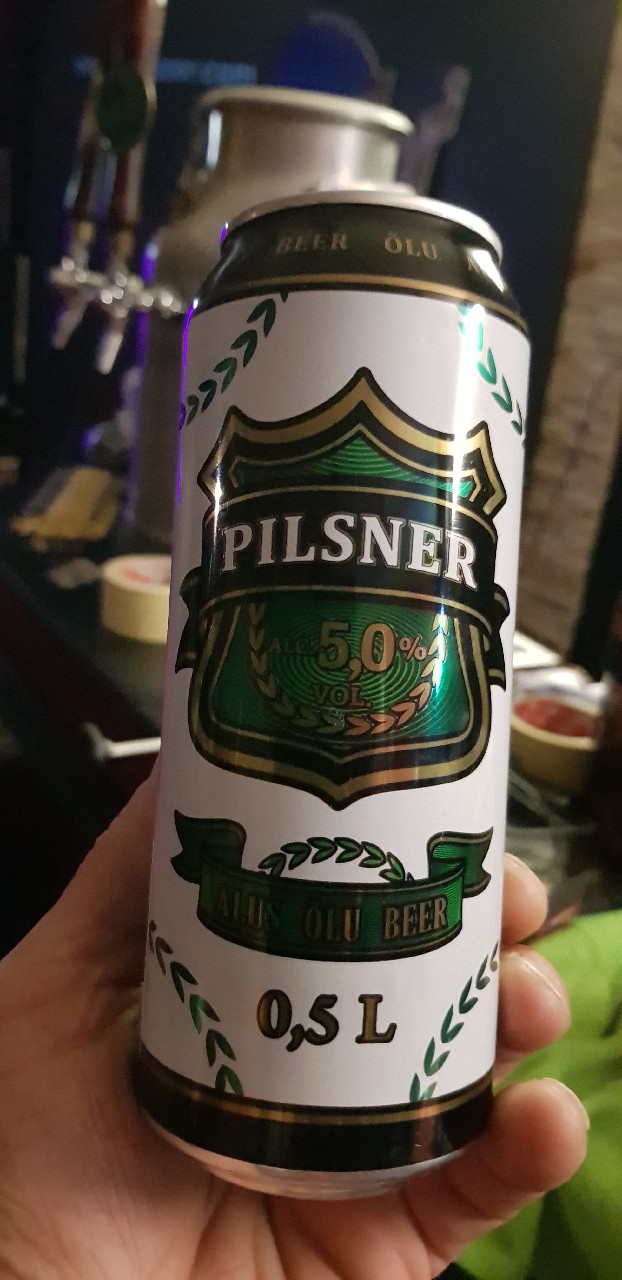 BEER ÕLU A
PILSNER
ALC. 5,0%
VOL.
ALUS ÕLU BEER
0,5 L